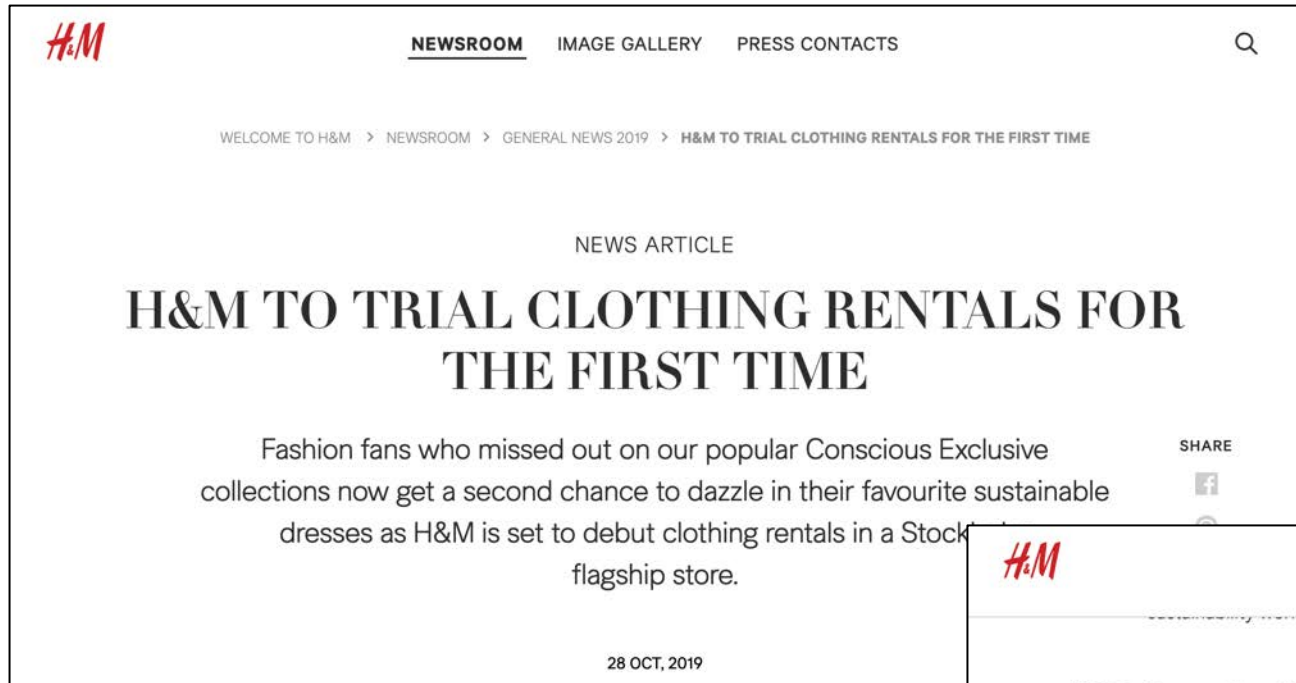 H&M
NEWSROOM IMAGE GALLERY PRESS CONTACTS
WELCOME TO H&M > NEWSROOM > GENERAL NEWS 2019 > H&M TO TRIAL CLOTHING RENTALS FOR THE FIRST TIME
NEWS ARTICLE
H&M TO TRIAL CLOTHING RENTALS FOR
THE FIRST TIME
Fashion fans who missed out on our popular Conscious Exclusive
collections now get a second chance to dazzle in their favourite sustainable
dresses as H&M is set to debut clothing rentals in a
flagship store.
28 OCT, 2019
SHARE
H&M